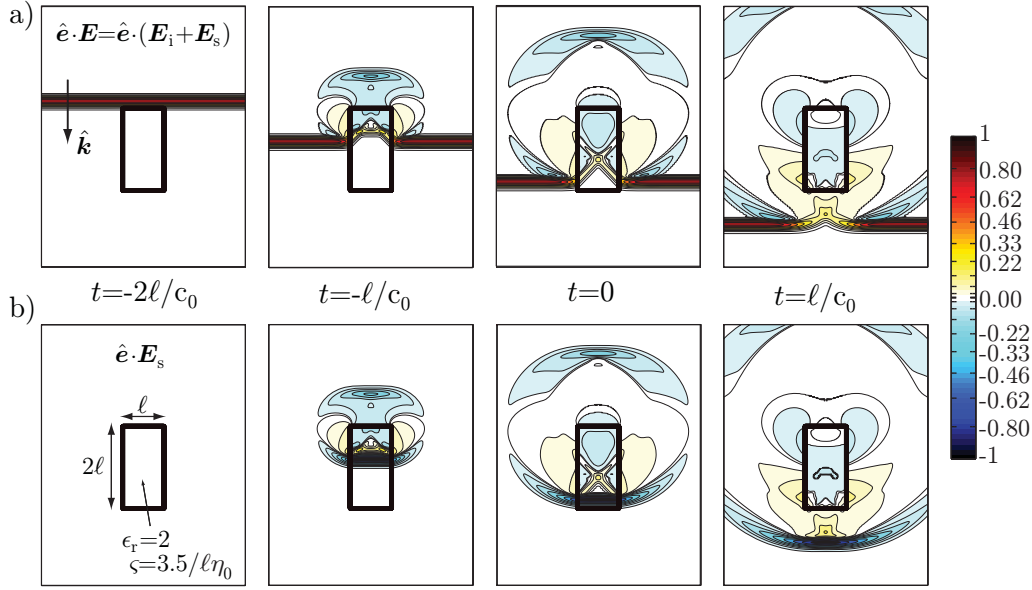 a)
ê·E=ê·(Eᵢ+Eₛ)
k̂
1
0.80
0.62
0.46
0.33
0.22
0.00
-0.22
-0.33
-0.46
-0.62
-0.80
-1
t=-2ℓ/c₀
t=-ℓ/c₀
t=0
t=ℓ/c₀
b)
ê·Eₛ
ℓ
2ℓ
ϵᵣ=2
ς=3.5/ℓη₀